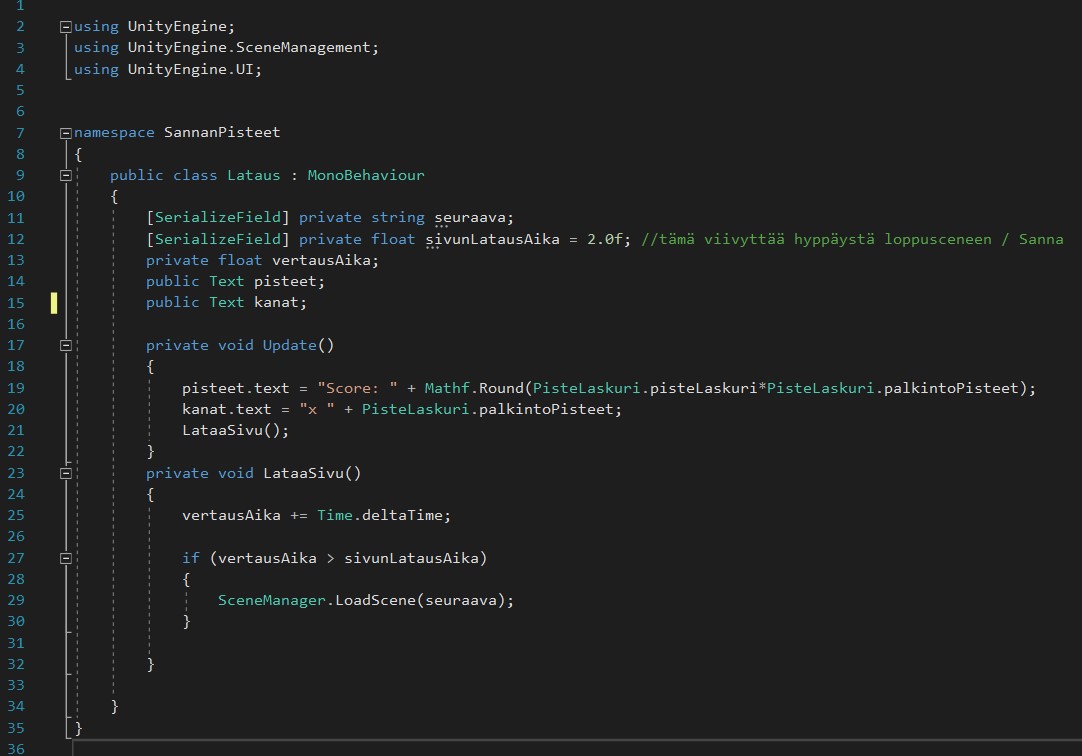 1
2 using UnityEngine;
3 using UnityEngine.SceneManagement;
4 using UnityEngine.UI;
5
6
7 namespace SannanPisteet
8 {
9 public class Lataus : MonoBehaviour
10 {
11 [SerializeField] private string seuraava;
12 [SerializeField] private float sivunLatausAika = 2.0f; //tämä viivyttää hyppäystä loppusceneen / Sanna
13 private float vertausAika;
14 public Text pisteet;
15 public Text kanat;
16
17 private void Update()
18 {
19 pisteet.text = "Score: " + Mathf.Round(PisteLaskuri.pisteLaskuri*PisteLaskuri.palkintoPisteet);
20 kanat.text = "x " + PisteLaskuri.palkintoPisteet;
21 LataaSivu();
22 }
23 private void LataaSivu()
24 {
25 vertausAika += Time.deltaTime;
26
27 if (vertausAika > sivunLatausAika)
28 {
29 SceneManager.LoadScene(seuraava);
30 }
31
32 }
33
34 }
35 }
36